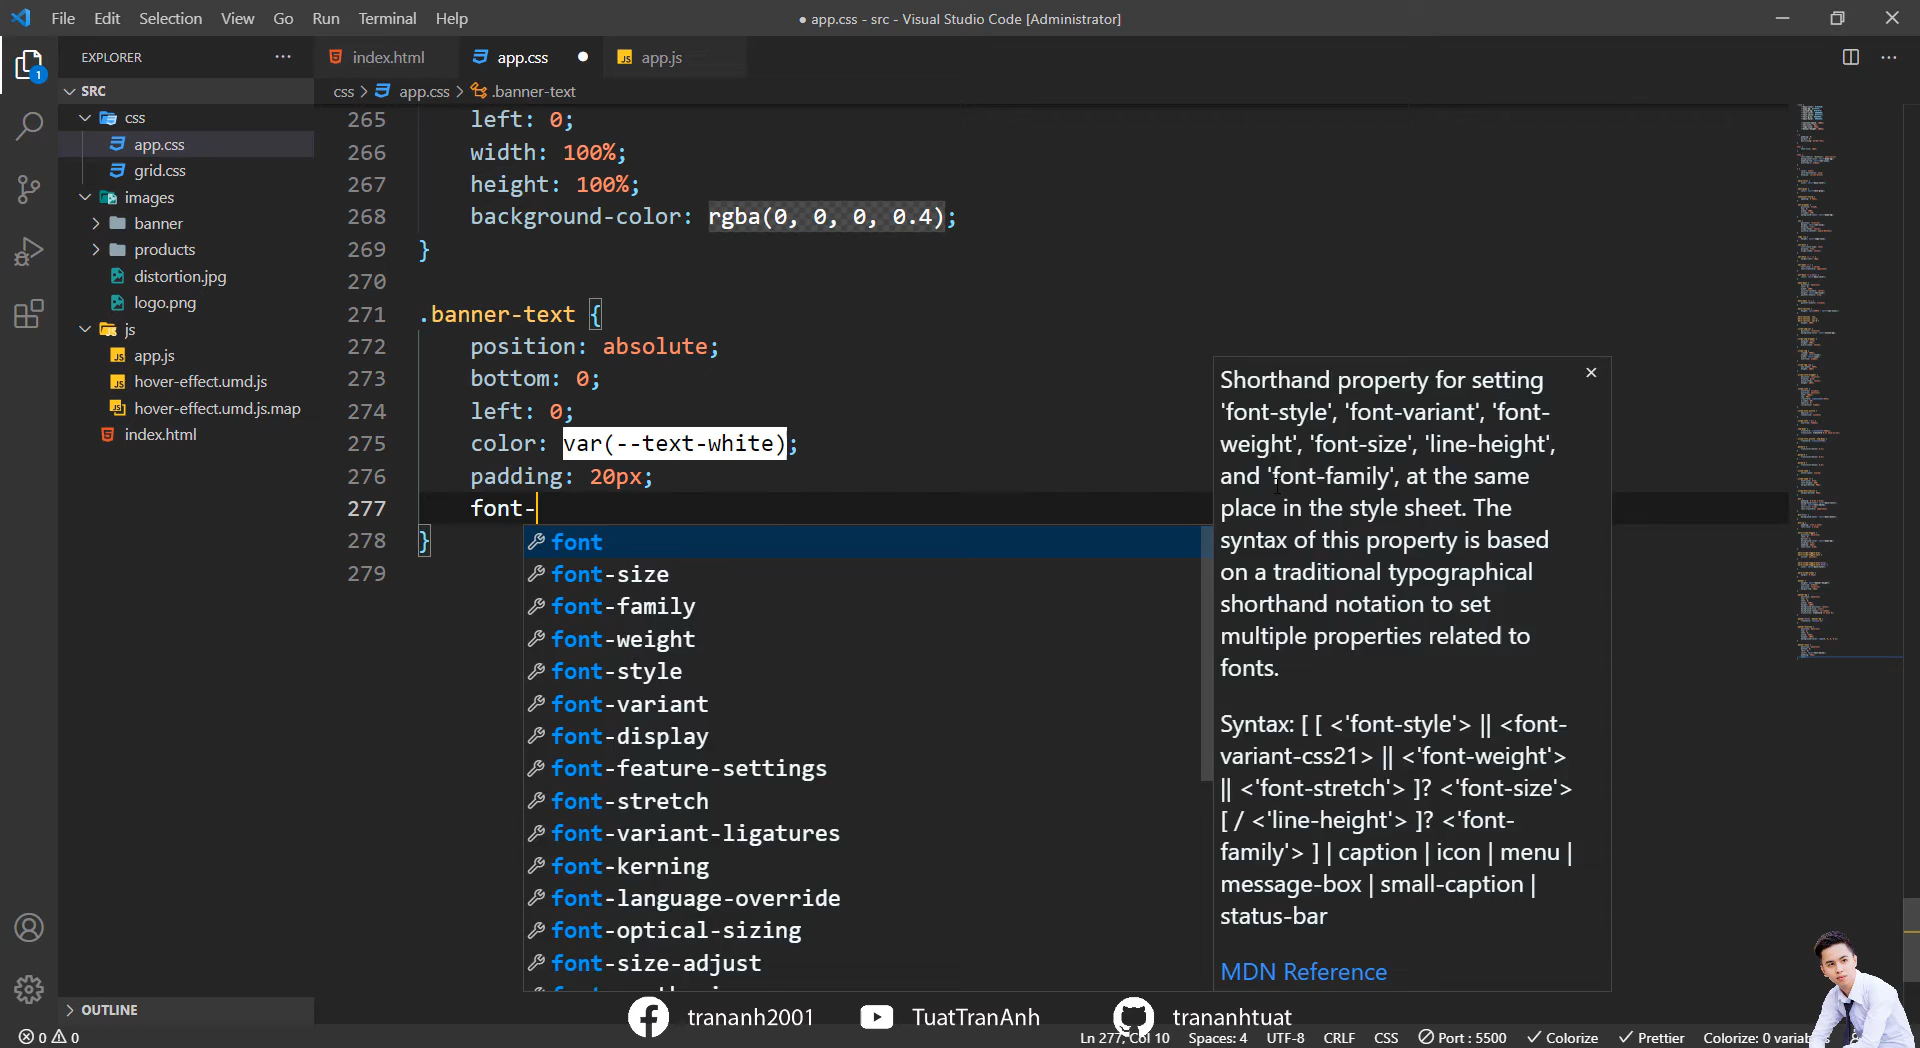 File Edit Selection View Go Run Terminal Help
● app.css - src - Visual Studio Code [Administrator]
EXPLORER
index.html
app.css
app.js
1
SRC
css > app.css > .banner-text
css
app.css
grid.css
images
banner
products
distortion.jpg
logo.png
js
app.js
hover-effect.umd.js
hover-effect.umd.js.map
index.html
265 left: 0;
266 width: 100%;
267 height: 100%;
268 background-color: rgba(0, 0, 0, 0.4);
269 }
270
271 .banner-text {
272 position: absolute;
273 bottom: 0;
274 left: 0;
275 color: var(--text-white);
276 padding: 20px;
277 font-
278 }
279
font
font-size
font-family
font-weight
font-style
font-variant
font-display
font-feature-settings
font-stretch
font-variant-ligatures
font-kerning
font-language-override
font-optical-sizing
font-size-adjust
Shorthand property for setting
'font-style', 'font-variant', 'font-
weight', 'font-size', 'line-height',
and 'font-family', at the same
place in the style sheet. The
syntax of this property is based
on a traditional typographical
shorthand notation to set
multiple properties related to
fonts.
Syntax: [ [ <'font-style'> || <font-
variant-css21> || <'font-weight'>
|| <'font-stretch'> ]? <'font-size'>
[ / <'line-height'> ]? <'font-
family'> ] | caption | icon | menu |
message-box | small-caption |
status-bar
MDN Reference
OUTLINE
trananh2001 TuatTranAnh trananhtuat
0 0
Ln 277, Col 10 Spaces: 4 UTF-8 CRLF CSS Port : 5500 Colorize Prettier Colorize: 0